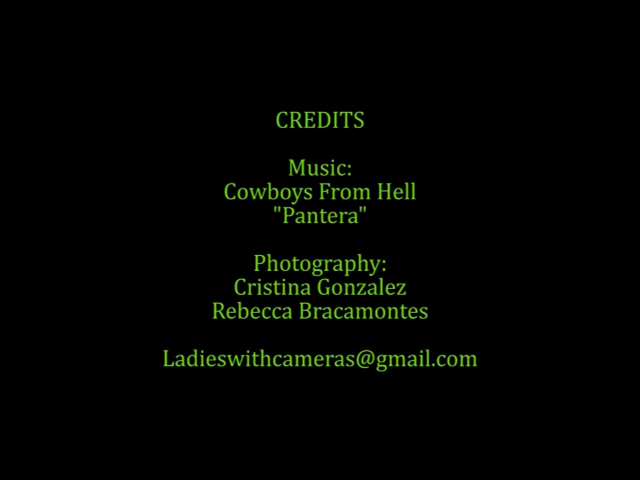 CREDITS
Music:
Cowboys From Hell
"Pantera"
Photography:
Cristina Gonzalez
Rebecca Bracamontes
Ladieswithcameras@gmail.com